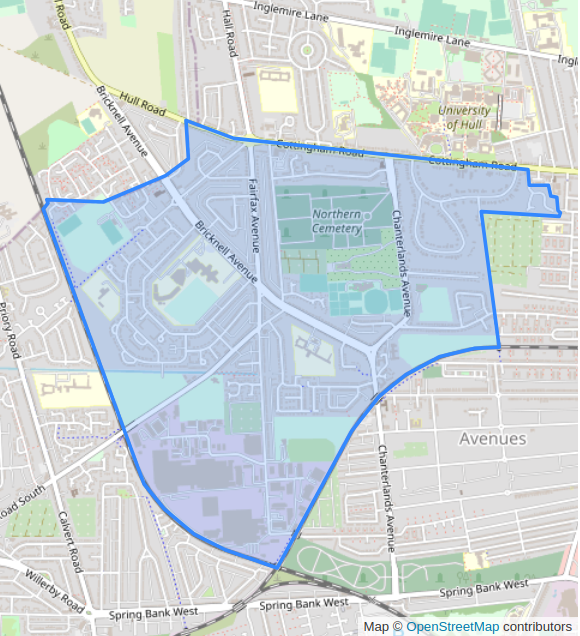 Inglemire Lane
Inglemire Lane
Hall Road
Hull Road
Bricknell Avenue
University
of Hull
Cottingham Road
Cottingham Road
Fairfax Avenue
Northern
Cemetery
Chanterlands Avenue
Bricknell Avenue
Priory Road
Avenues
Chanterlands Avenue
Calvert Road
Willerby Road
Spring Bank West
Spring Bank West
Spring Bank West
Map © OpenStreetMap contributors